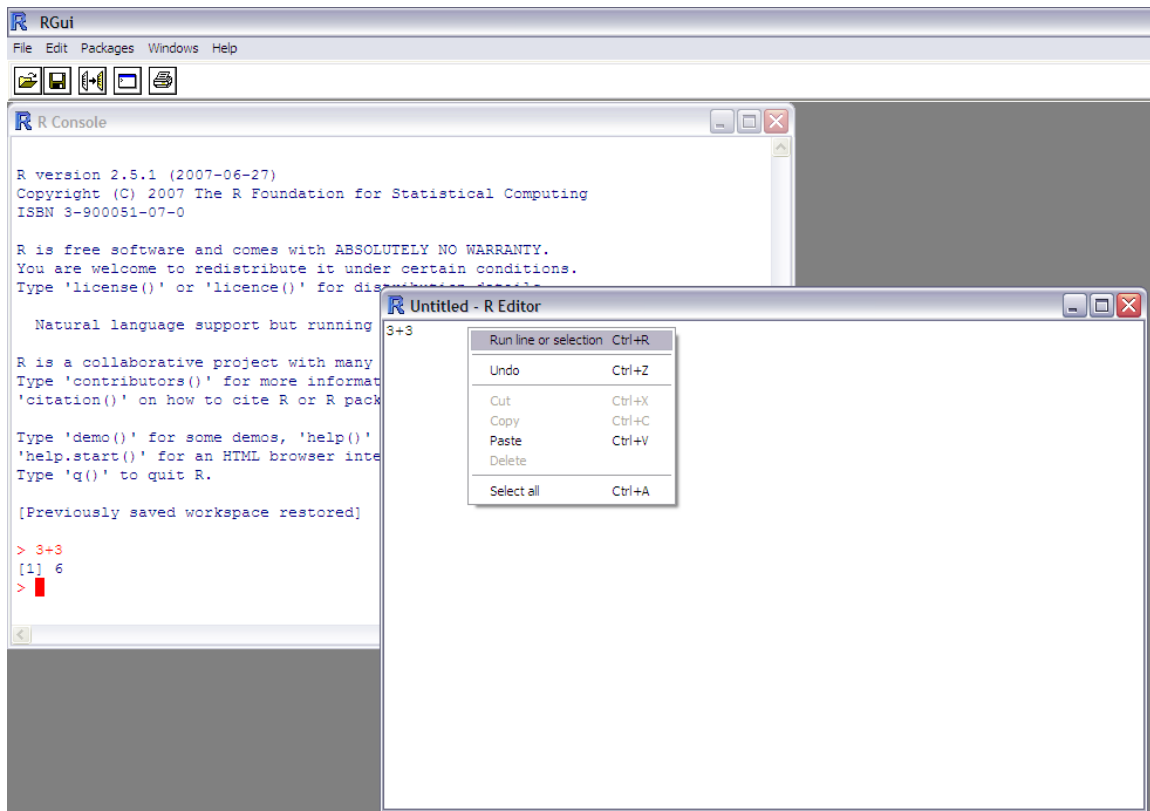 RGui
File Edit Packages Windows Help
R Console
R version 2.5.1 (2007-06-27)
Copyright (C) 2007 The R Foundation for Statistical Computing
ISBN 3-900051-07-0
R is free software and comes with ABSOLUTELY NO WARRANTY.
You are welcome to redistribute it under certain conditions.
Type 'license()' or 'licence()' for distribution details.
Natural language support but running
R is a collaborative project with many
Type 'contributors()' for more informat
'citation()' on how to cite R or R pack
Type 'demo()' for some demos, 'help()'
'help.start()' for an HTML browser inte
Type 'q()' to quit R.
[Previously saved workspace restored]
> 3+3
[1] 6
>
Untitled - R Editor
3+3
Run line or selection Ctrl+R
Undo Ctrl+Z
Cut Ctrl+X
Copy Ctrl+C
Paste Ctrl+V
Delete
Select all Ctrl+A